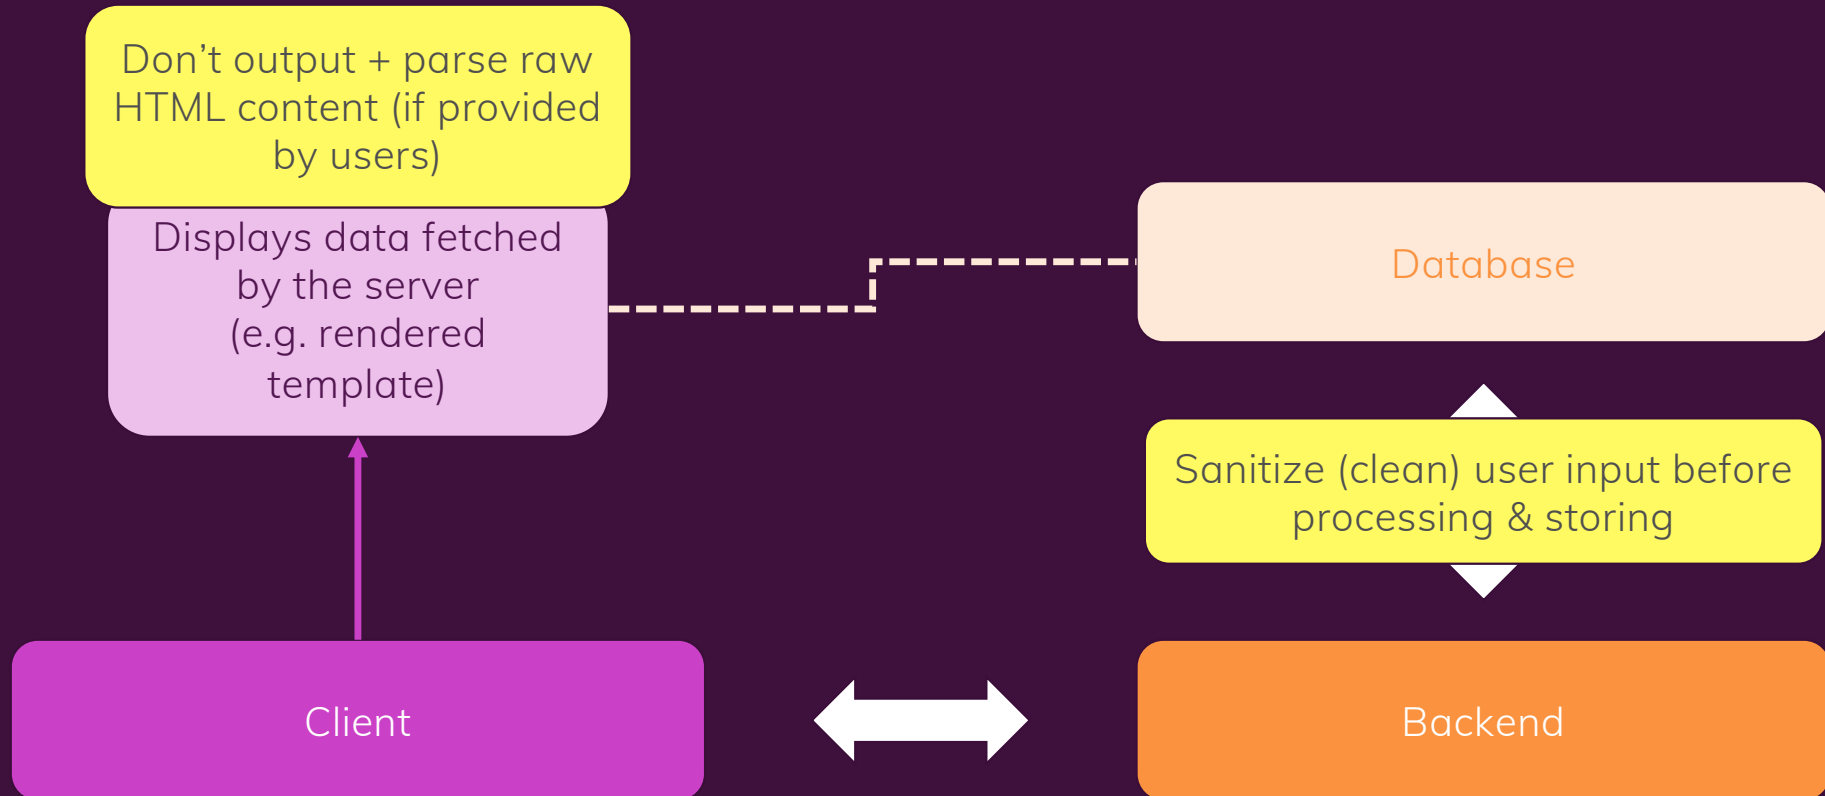 Don’t output + parse raw
HTML content (if provided
by users)
Displays data fetched
by the server
(e.g. rendered
template)
Database
Sanitize (clean) user input before
processing & storing
Client
Backend